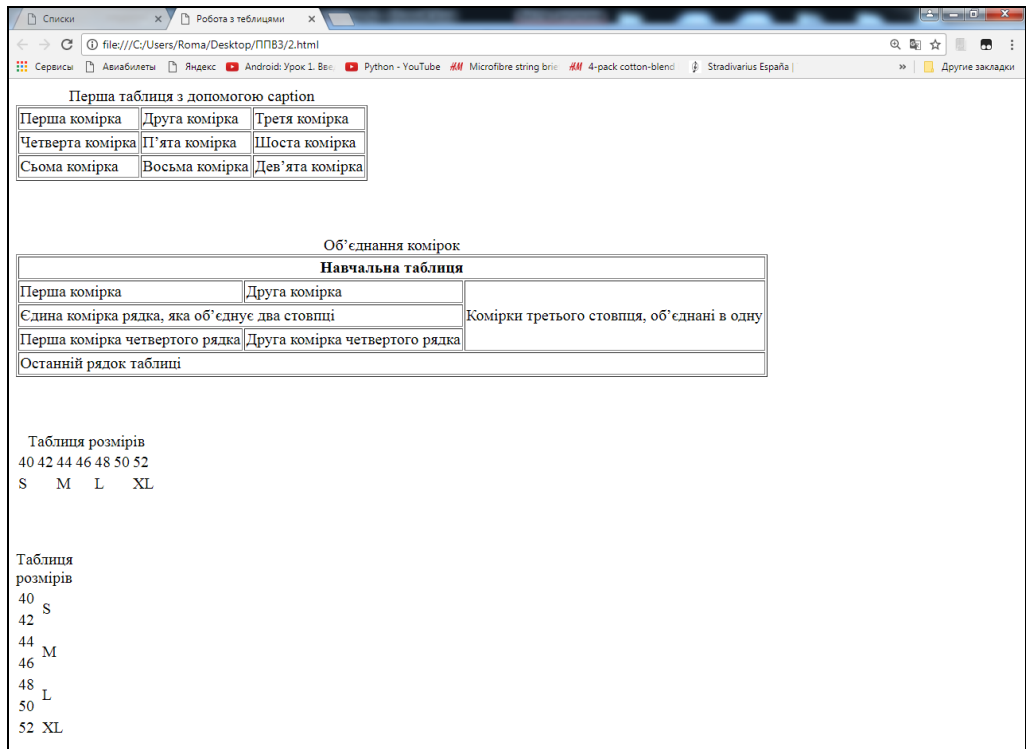 Списки
Робота з теблицями
file:///C:/Users/Roma/Desktop/ППВЗ/2.html
Сервисы Авиабилеты Яндекс Android: Урок 1. Вве Python - YouTube H&M Microfibre string brie H&M 4-pack cotton-blend Stradivarius España | » Другие закладки
Перша таблиця з допомогою caption
Перша комірка Друга комірка Третя комірка
Четверта комірка П’ята комірка Шоста комірка
Сьома комірка Восьма комірка Дев’ята комірка
Об’єднання комірок
Навчальна таблиця
Перша комірка Друга комірка
Єдина комірка рядка, яка об’єднує два стовпці Комірки третього стовпця, об’єднані в одну
Перша комірка четвертого рядка Друга комірка четвертого рядка
Останній рядок таблиці
Таблиця розмірів
40 42 44 46 48 50 52
S M L XL
Таблиця
розмірів
40
S
42
44
M
46
48
L
50
52 XL